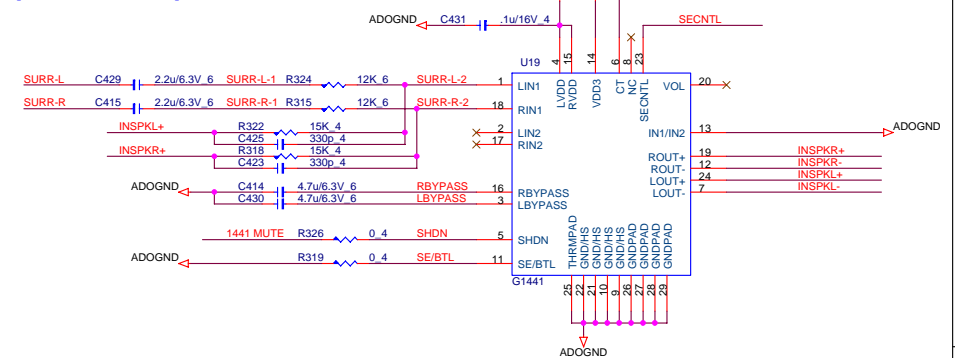 ADOGND C431 .1u/16V_4 SECNTL
U19
4 15 14 6 8 23
SURR-L C429 2.2u/6.3V_6 SURR-L-1 R324 12K_6 SURR-L-2 1 LIN1 LVDD RVDD VDD3 CT NC SECNTL VOL 20
SURR-R C415 2.2u/6.3V_6 SURR-R-1 R315 12K_6 SURR-R-2 18 RIN1
INSPKL+ R322 15K_4 2 LIN2 IN1/IN2 13 ADOGND
C425 330p_4 17 RIN2
INSPKR+ R318 15K_4 ROUT+ 19 INSPKR+
C423 330p_4 ROUT- 12 INSPKR-
LOUT+ 24 INSPKL+
ADOGND C414 4.7u/6.3V_6 RBYPASS 16 RBYPASS LOUT- 7 INSPKL-
C430 4.7u/6.3V_6 LBYPASS 3 LBYPASS
1441 MUTE R326 0_4 SHDN 5 SHDN
ADOGND R319 0_4 SE/BTL 11 SE/BTL
THRMPAD GND/HS GND/HS GND/HS GND/HS GNDPAD GNDPAD GNDPAD GNDPAD
G1441
25 22 21 10 9 26 27 28 29
ADOGND